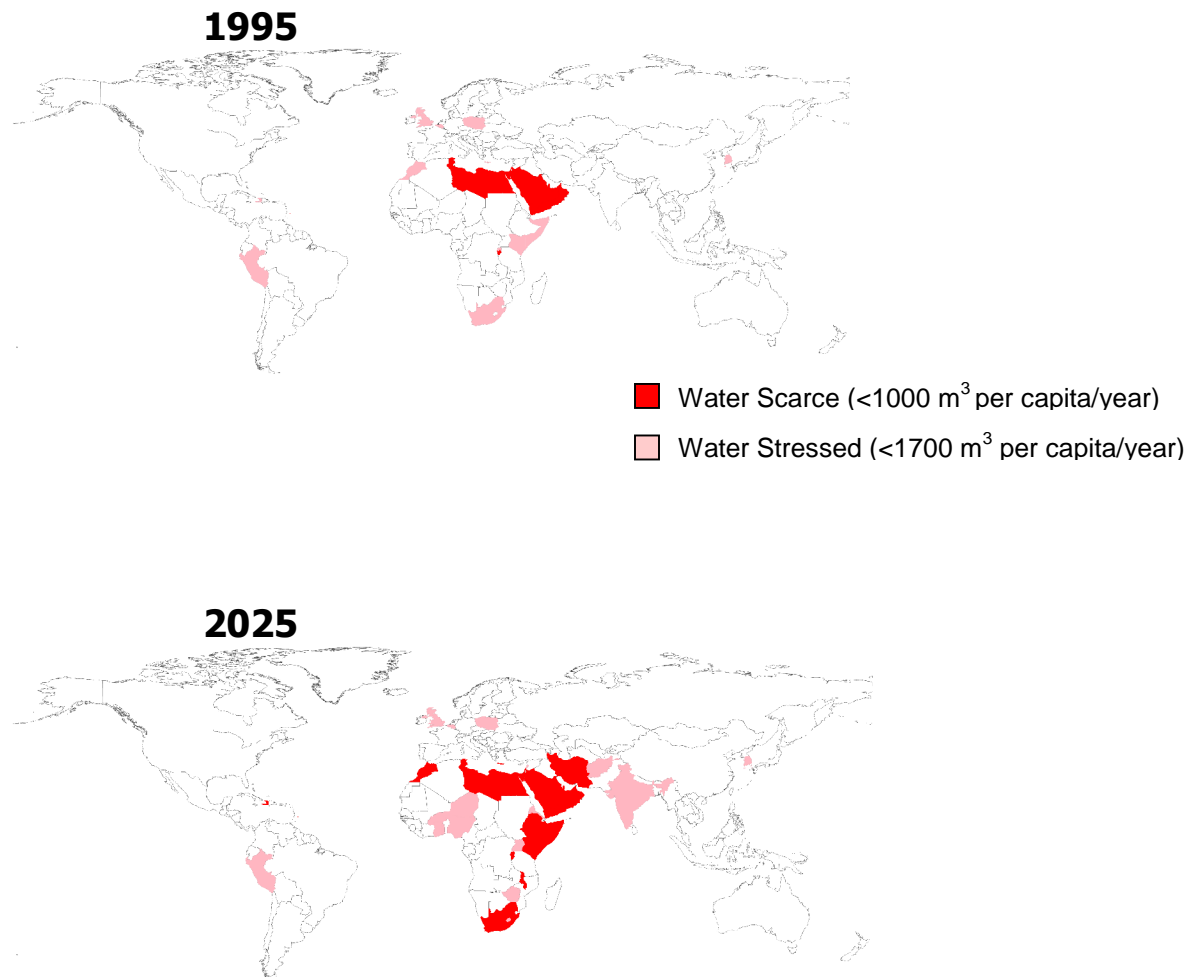 1995
Water Scarce (<1000 m³ per capita/year)
Water Stressed (<1700 m³ per capita/year)
2025